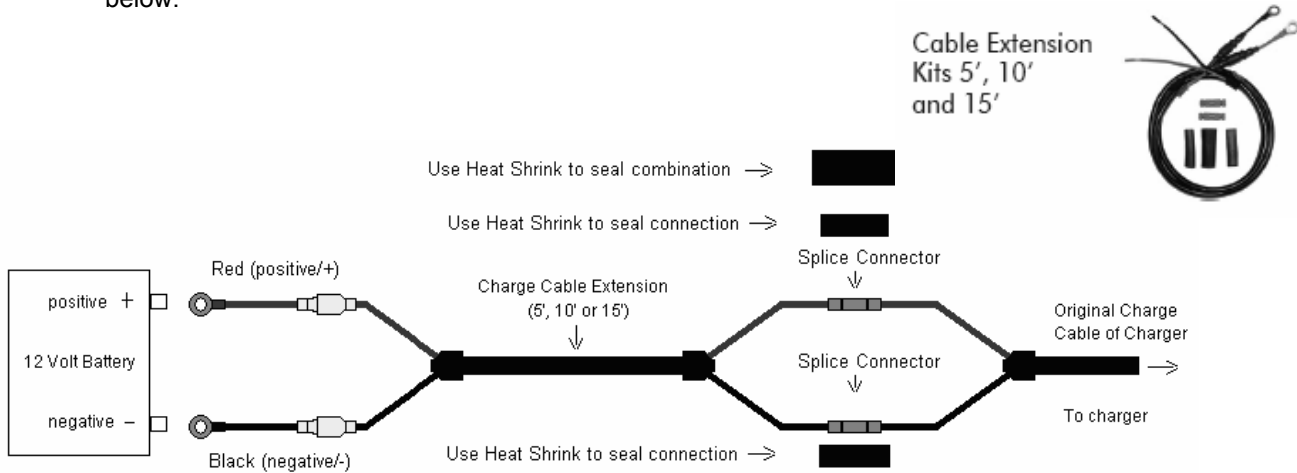 below.
Cable Extension
Kits 5’, 10’
and 15’
Use Heat Shrink to seal combination
Use Heat Shrink to seal connection
Splice Connector
Red (positive/+)
Charge Cable Extension
(5', 10' or 15')
positive +
Original Charge
Cable of Charger
12 Volt Battery
Splice Connector
negative -
To charger
Black (negative/-)
Use Heat Shrink to seal connection